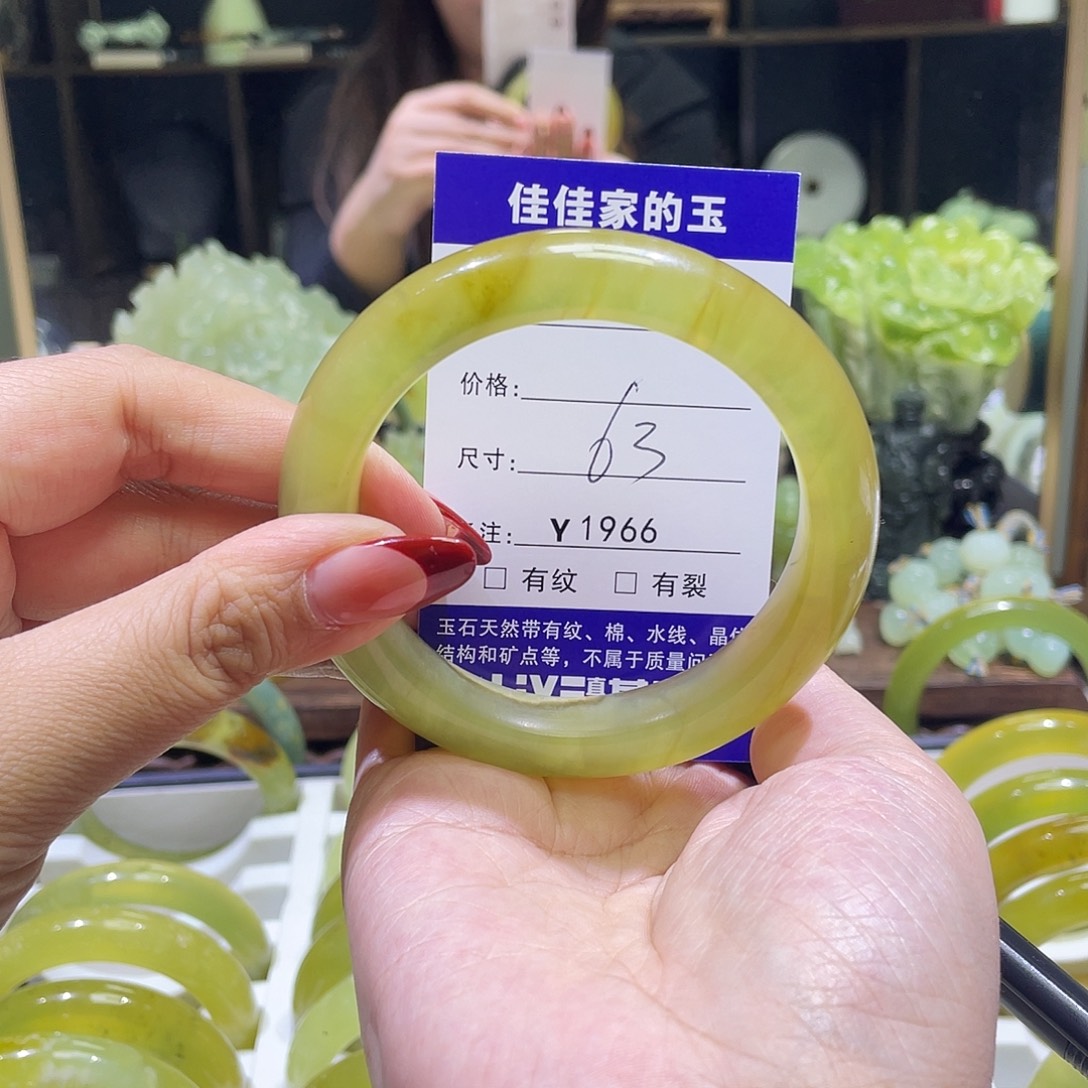 佳佳家的玉
价格:
尺寸: 63
注: Y1966
□ 有纹 □ 有裂
玉石天然带有纹、棉、水线、晶
结构和矿点等，不属于质量问